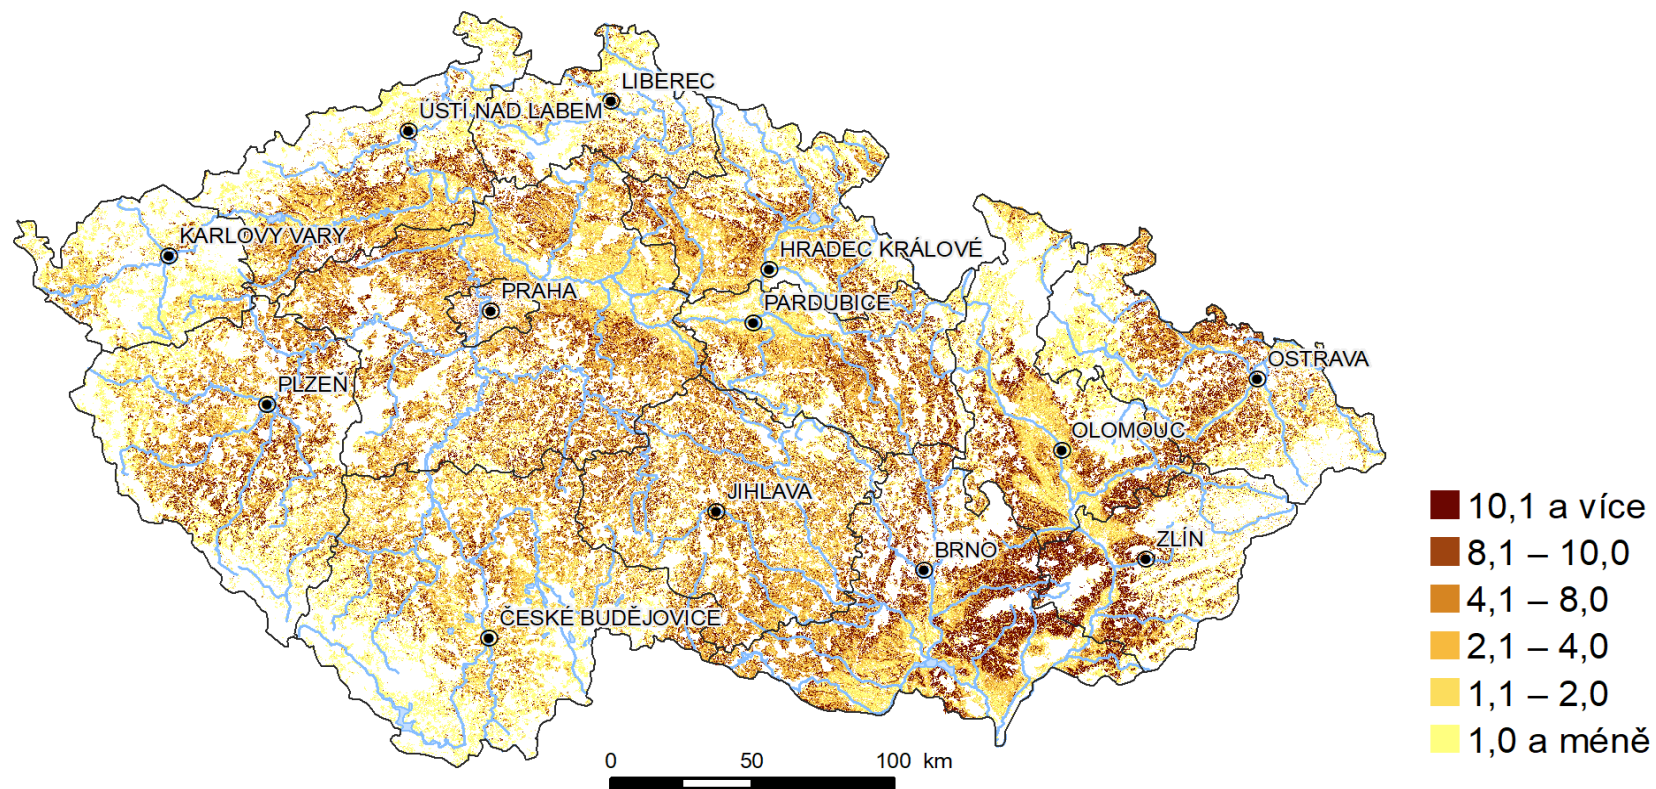 LIBEREC
ÚSTÍ NAD LABEM
KARLOVY VARY
HRADEC KRÁLOVÉ
PRAHA
PARDUBICE
OSTRAVA
PLZEŇ
OLOMOUC
JIHLAVA
BRNO
ZLÍN
ČESKÉ BUDĚJOVICE
10,1 a více
8,1 – 10,0
4,1 – 8,0
2,1 – 4,0
1,1 – 2,0
1,0 a méně
0 50 100 km